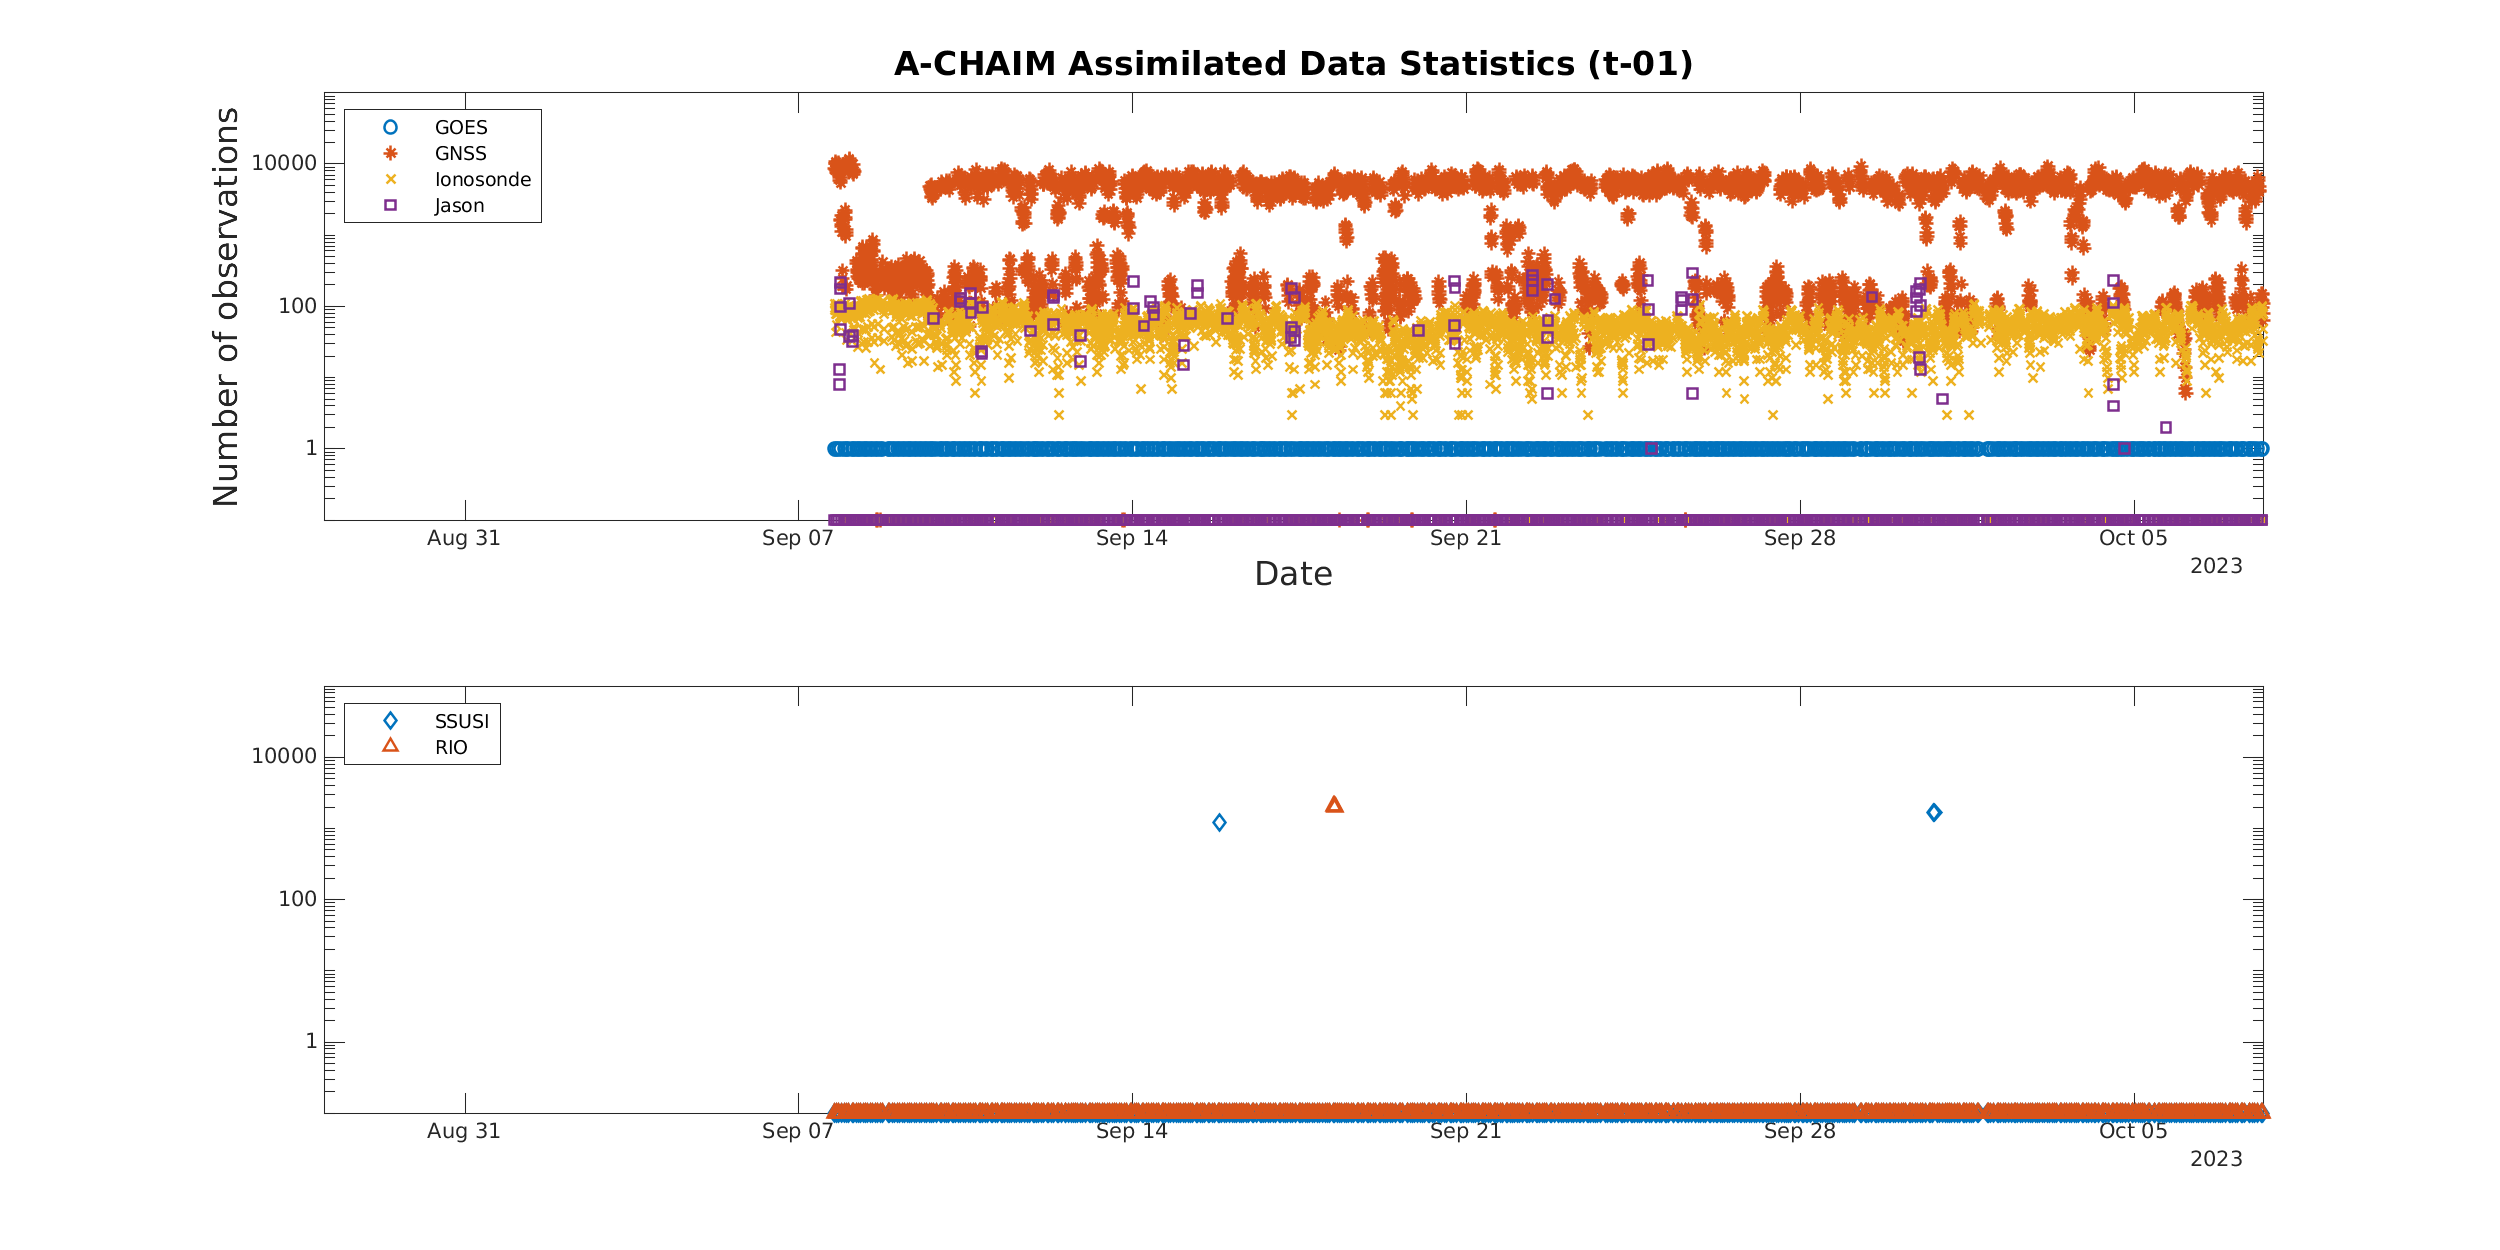 A-CHAIM Assimilated Data Statistics (t-01)
Number of observations
GOES
GNSS
Ionosonde
Jason
10000
100
1
Aug 31 Sep 07 Sep 14 Sep 21 Sep 28 Oct 05
2023
Date
SSUSI
RIO
10000
100
1
Aug 31 Sep 07 Sep 14 Sep 21 Sep 28 Oct 05
2023